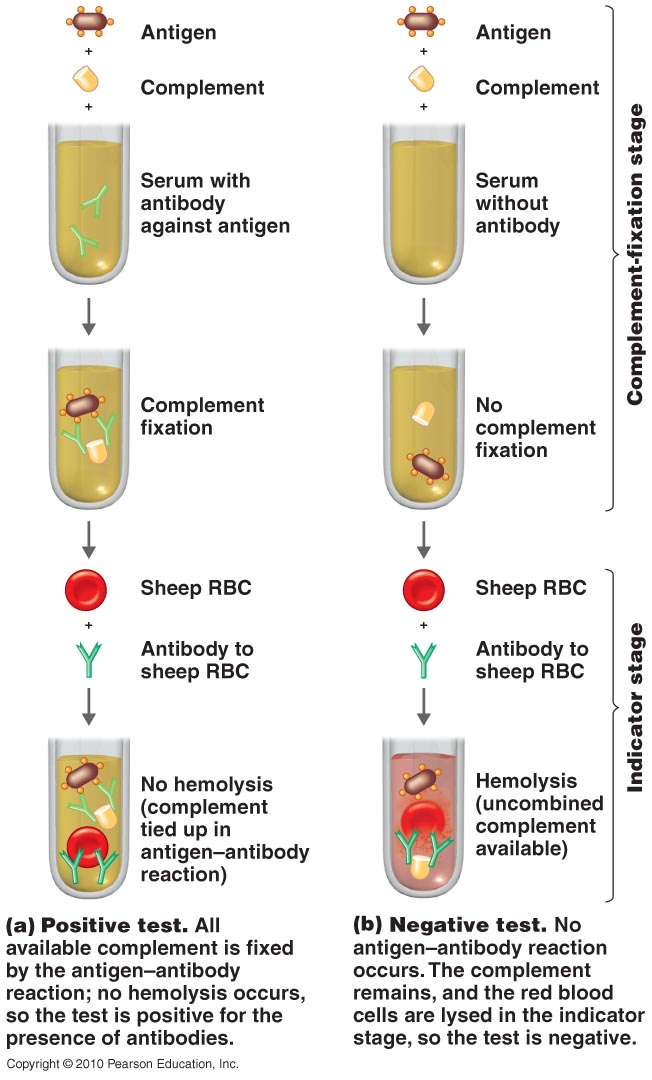 Antigen
+
Complement
+
Serum with
antibody
against antigen
Complement
fixation
Sheep RBC
+
Antibody to
sheep RBC
No hemolysis
(complement
tied up in
antigen–antibody
reaction)
(a) Positive test. All
available complement is fixed
by the antigen–antibody
reaction; no hemolysis occurs,
so the test is positive for the
presence of antibodies.
Antigen
+
Complement
+
Serum
without
antibody
No
complement
fixation
Sheep RBC
+
Antibody to
sheep RBC
Hemolysis
(uncombined
complement
available)
(b) Negative test. No
antigen–antibody reaction
occurs. The complement
remains, and the red blood
cells are lysed in the indicator
stage, so the test is negative.
Complement-fixation stage
Indicator stage
Copyright © 2010 Pearson Education, Inc.